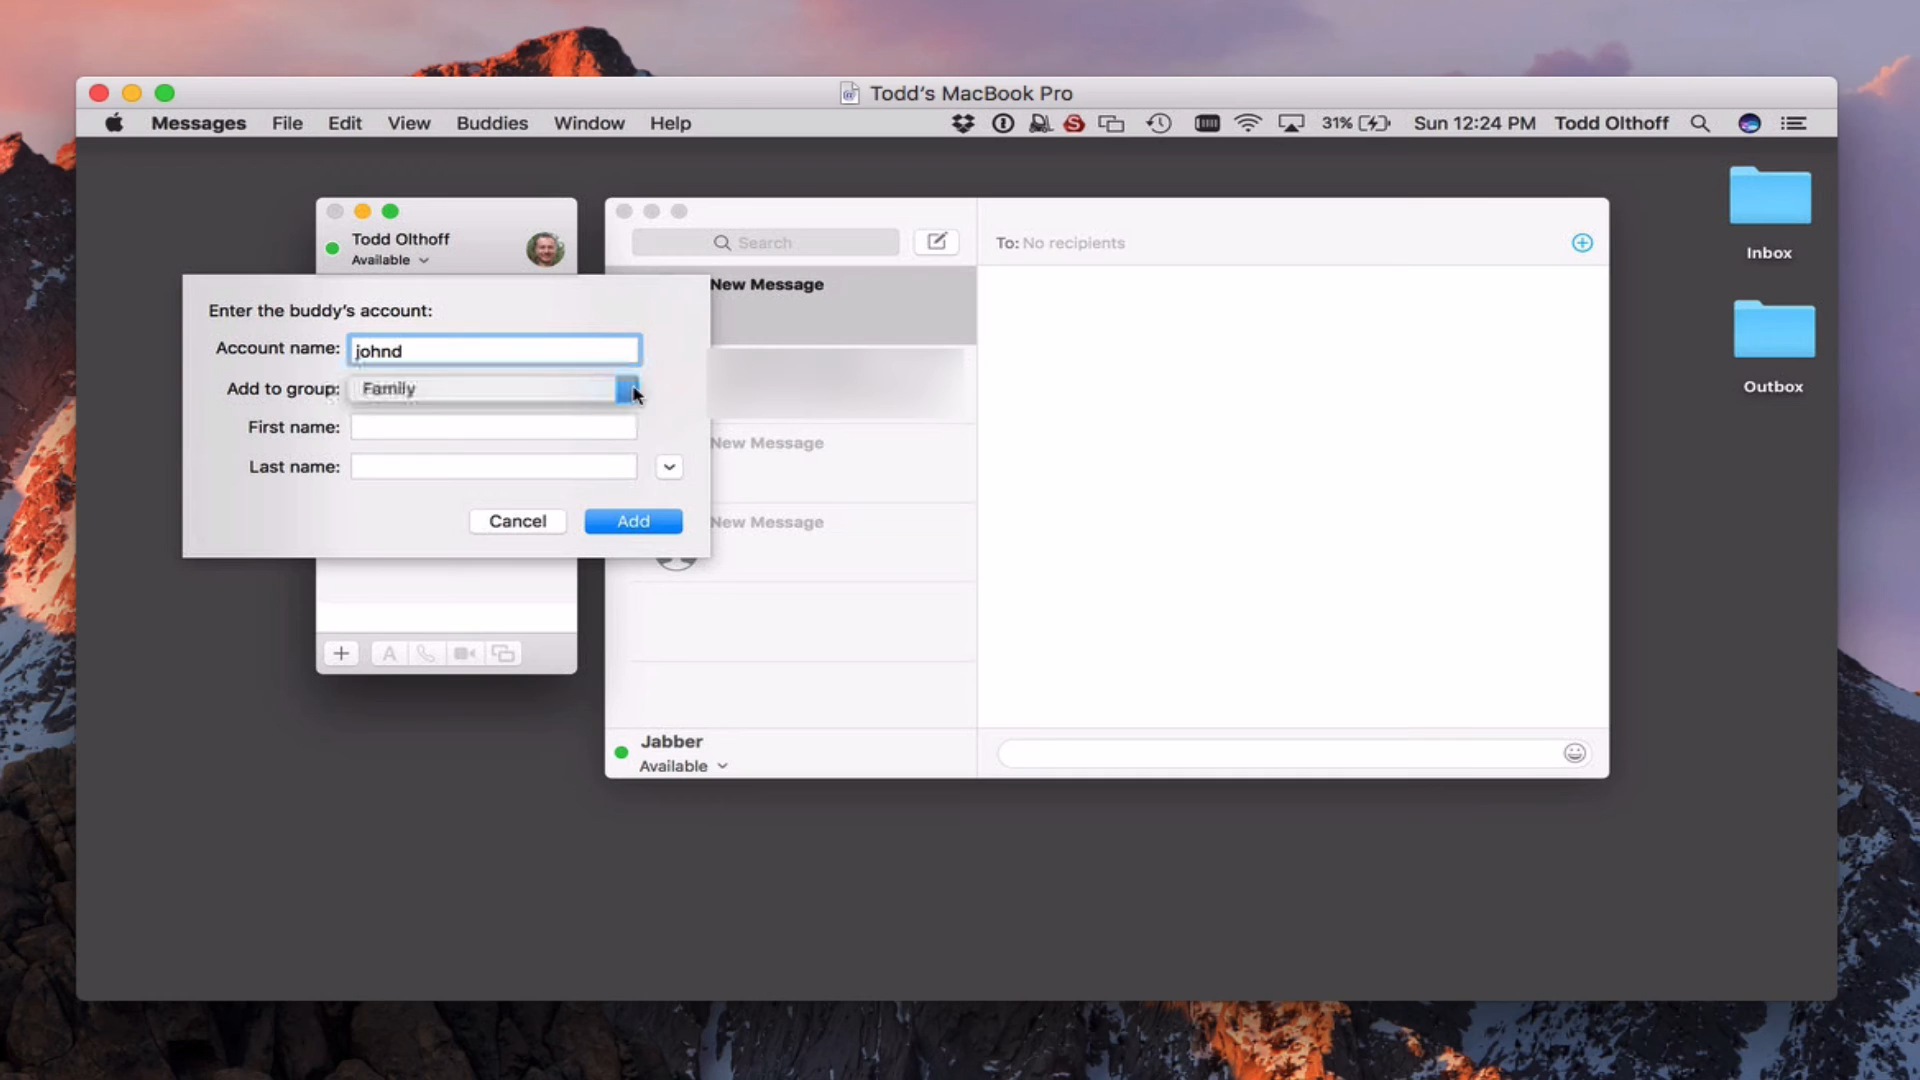 Todd's MacBook Pro
Messages File Edit View Buddies Window Help 31% Sun 12:24 PM Todd Olthoff
Todd Olthoff
Available
Search
To: No recipients
Inbox
Outbox
Enter the buddy's account:
Account name: johnd
Add to group: Family
First name:
Last name:
Cancel Add
New Message
New Message
New Message
A
Jabber
Available